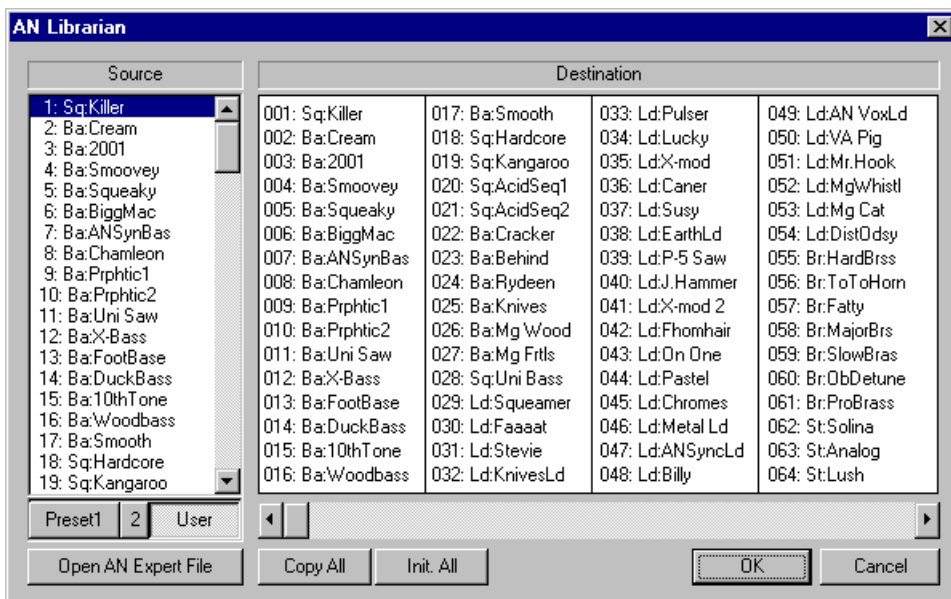 AN Librarian
Source
1: Sq:Killer
2: Ba:Cream
3: Ba:2001
4: Ba:Smoovey
5: Ba:Squeaky
6: Ba:BiggMac
7: Ba:ANSynBas
8: Ba:Chamleon
9: Ba:Prphtic1
10: Ba:Prphtic2
11: Ba:Uni Saw
12: Ba:X-Bass
13: Ba:FootBase
14: Ba:DuckBass
15: Ba:10thTone
16: Ba:Woodbass
17: Ba:Smooth
18: Sq:Hardcore
19: Sq:Kangaroo
Preset1 2 User
Open AN Expert File
Destination
001: Sq:Killer
002: Ba:Cream
003: Ba:2001
004: Ba:Smoovey
005: Ba:Squeaky
006: Ba:BiggMac
007: Ba:ANSynBas
008: Ba:Chamleon
009: Ba:Prphtic1
010: Ba:Prphtic2
011: Ba:Uni Saw
012: Ba:X-Bass
013: Ba:FootBase
014: Ba:DuckBass
015: Ba:10thTone
016: Ba:Woodbass
017: Ba:Smooth
018: Sq:Hardcore
019: Sq:Kangaroo
020: Sq:AcidSeq1
021: Sq:AcidSeq2
022: Ba:Cracker
023: Ba:Behind
024: Ba:Rydeen
025: Ba:Knives
026: Ba:Mg Wood
027: Ba:Mg Frtls
028: Sq:Uni Bass
029: Ld:Squeamer
030: Ld:Faaaat
031: Ld:Stevie
032: Ld:KnivesLd
033: Ld:Pulser
034: Ld:Lucky
035: Ld:X-mod
036: Ld:Caner
037: Ld:Susy
038: Ld:EarthLd
039: Ld:P-5 Saw
040: Ld:J.Hammer
041: Ld:X-mod 2
042: Ld:Fhomhair
043: Ld:On One
044: Ld:Pastel
045: Ld:Chromes
046: Ld:Metal Ld
047: Ld:ANSyncLd
048: Ld:Billy
049: Ld:AN VoxLd
050: Ld:VA Pig
051: Ld:Mr.Hook
052: Ld:MgWhistl
053: Ld:Mg Cat
054: Ld:DistOdsy
055: Br:HardBrss
056: Br:ToToHorn
057: Br:Fatty
058: Br:MajorBrs
059: Br:SlowBras
060: Br:ObDetune
061: Br:ProBrass
062: St:Solina
063: St:Analog
064: St:Lush
Copy All
Init. All
OK
Cancel